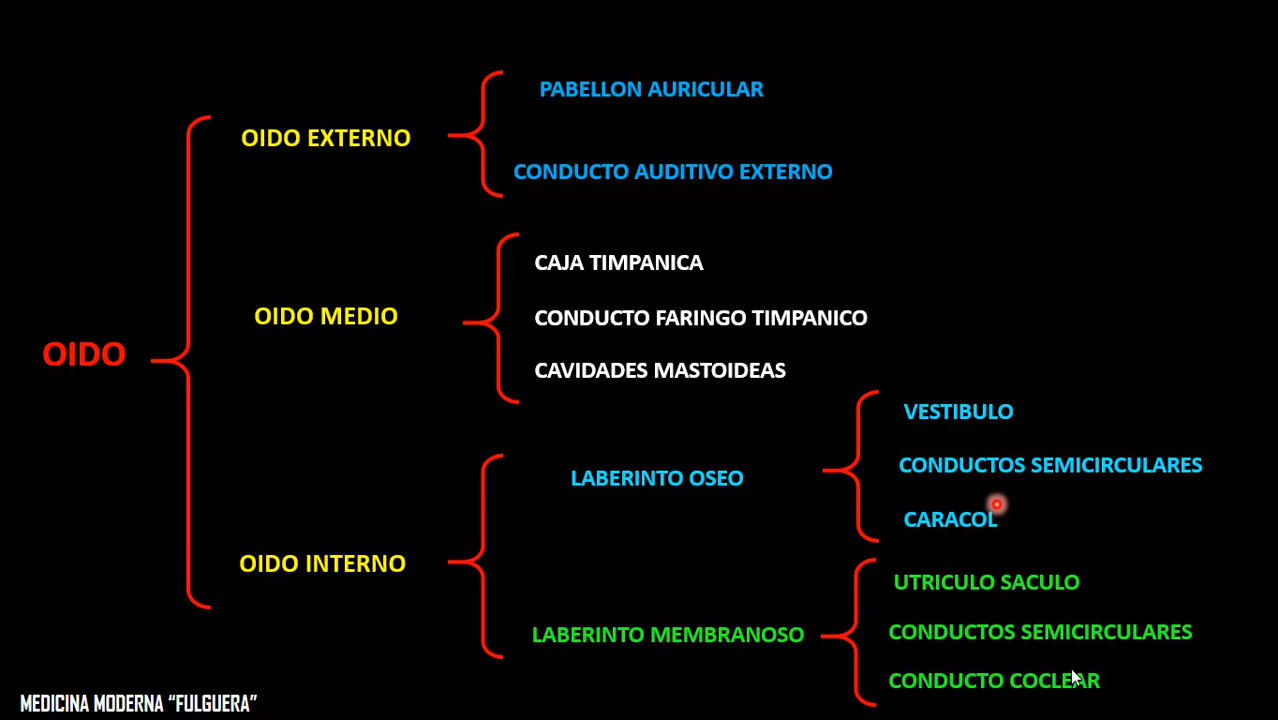 OIDO
OIDO EXTERNO
PABELLON AURICULAR
CONDUCTO AUDITIVO EXTERNO
OIDO MEDIO
CAJA TIMPANICA
CONDUCTO FARINGO TIMPANICO
CAVIDADES MASTOIDEAS
OIDO INTERNO
LABERINTO OSEO
VESTIBULO
CONDUCTOS SEMICIRCULARES
CARACOL
LABERINTO MEMBRANOSO
UTRICULO SACULO
CONDUCTOS SEMICIRCULARES
CONDUCTO COCLEAR
MEDICINA MODERNA “FULGUERA”